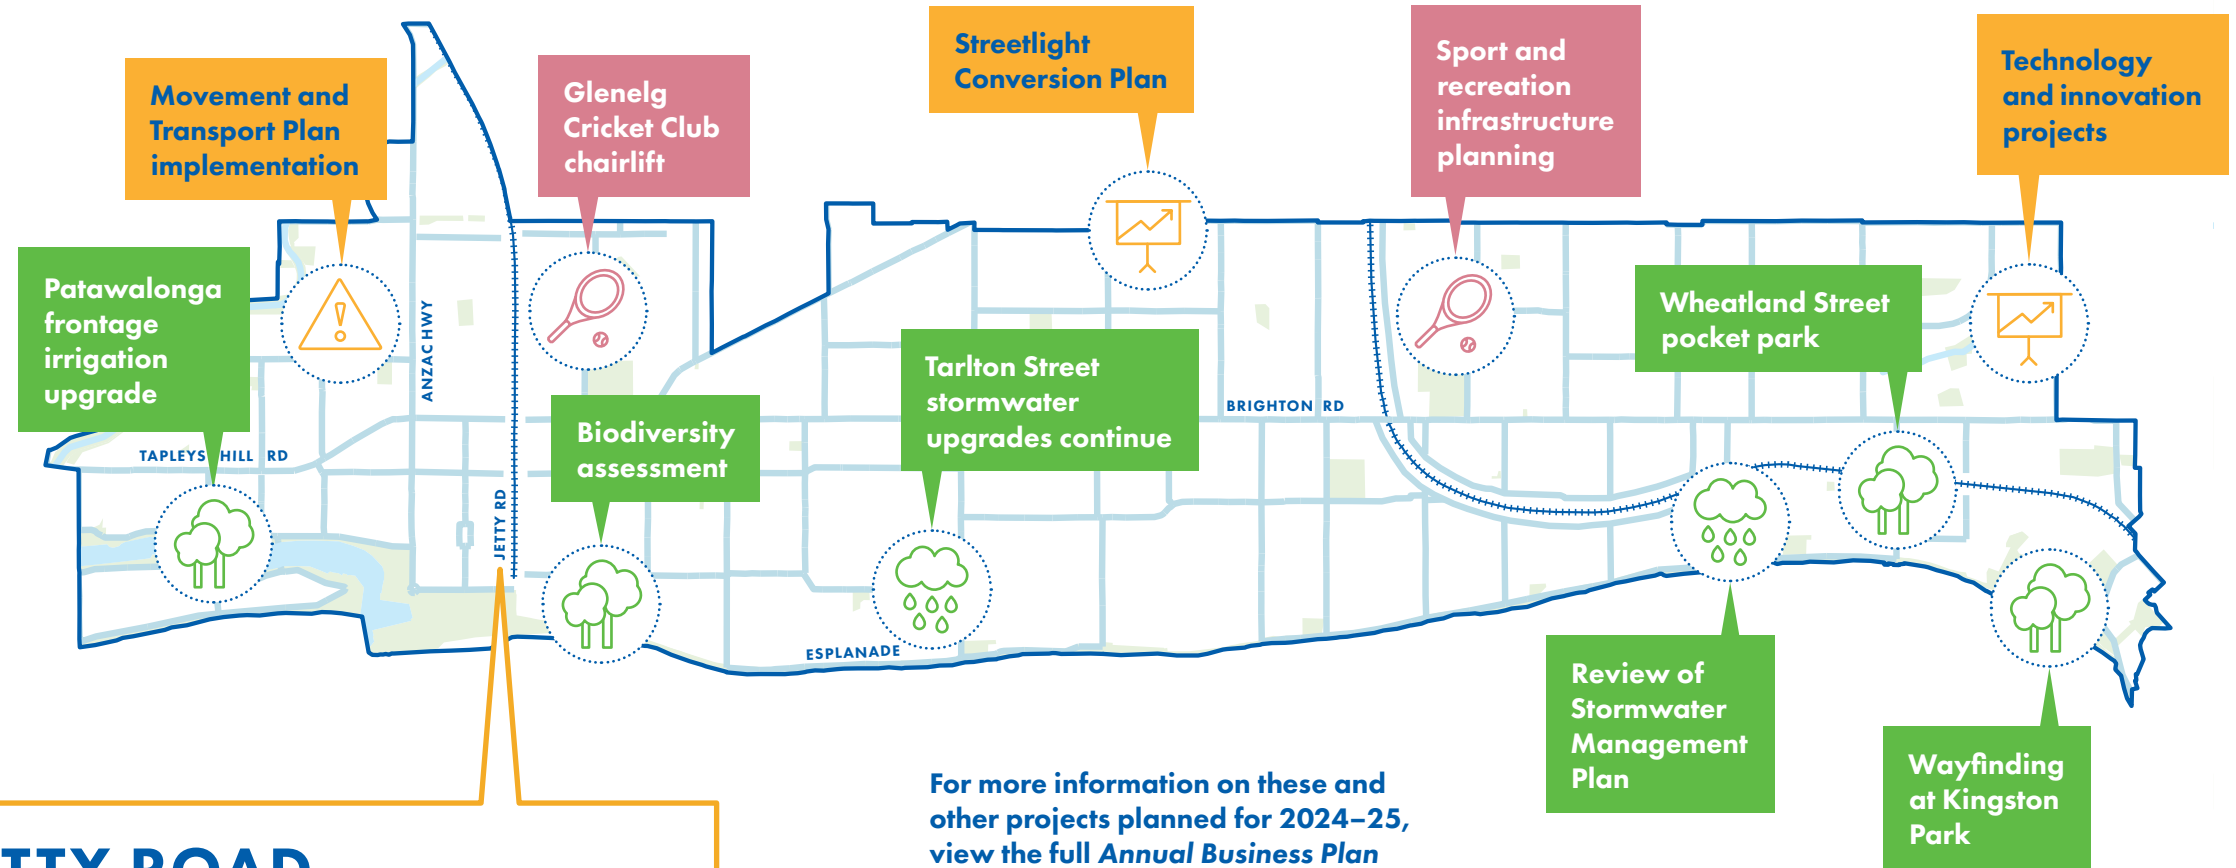 Movement and
Transport Plan
implementation
Glenelg
Cricket Club
chairlift
Streetlight
Conversion Plan
Sport and
recreation
infrastructure
planning
Technology
and innovation
projects
Patawalonga
frontage
irrigation
upgrade
ANZAC HWY
Wheatland Street
pocket park
Tarlton Street
stormwater
upgrades continue
BRIGHTON RD
Biodiversity
assessment
TAPLEYS HILL RD
JETTY RD
ESPLANADE
Review of
Stormwater
Management
Plan
Wayfinding
at Kingston
Park
For more information on these and
other projects planned for 2024–25,
view the full Annual Business Plan
TTY ROAD